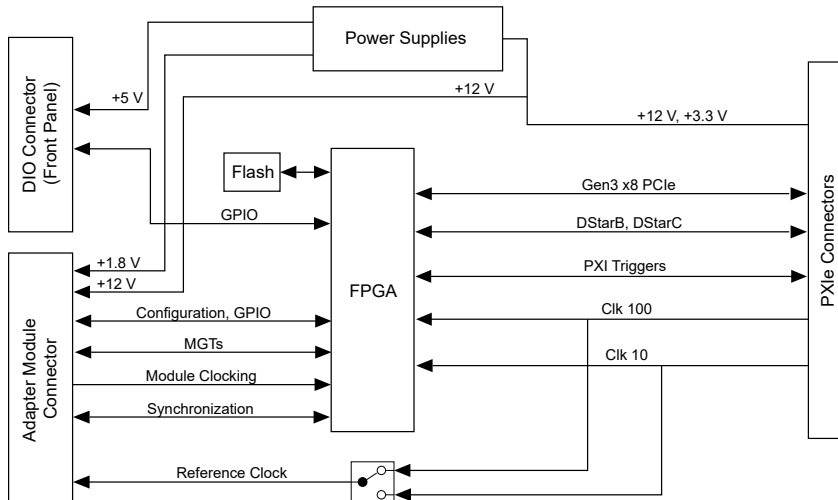 Power Supplies
+5 V
+12 V
+12 V, +3.3 V
DIO Connector
(Front Panel)
Flash
GPIO
Gen3 x8 PCIe
DStarB, DStarC
PXI Triggers
FPGA
PXIe Connectors
+1.8 V
+12 V
Configuration, GPIO
Clk 100
MGTs
Clk 10
Module Clocking
Synchronization
Adapter Module
Connector
Reference Clock